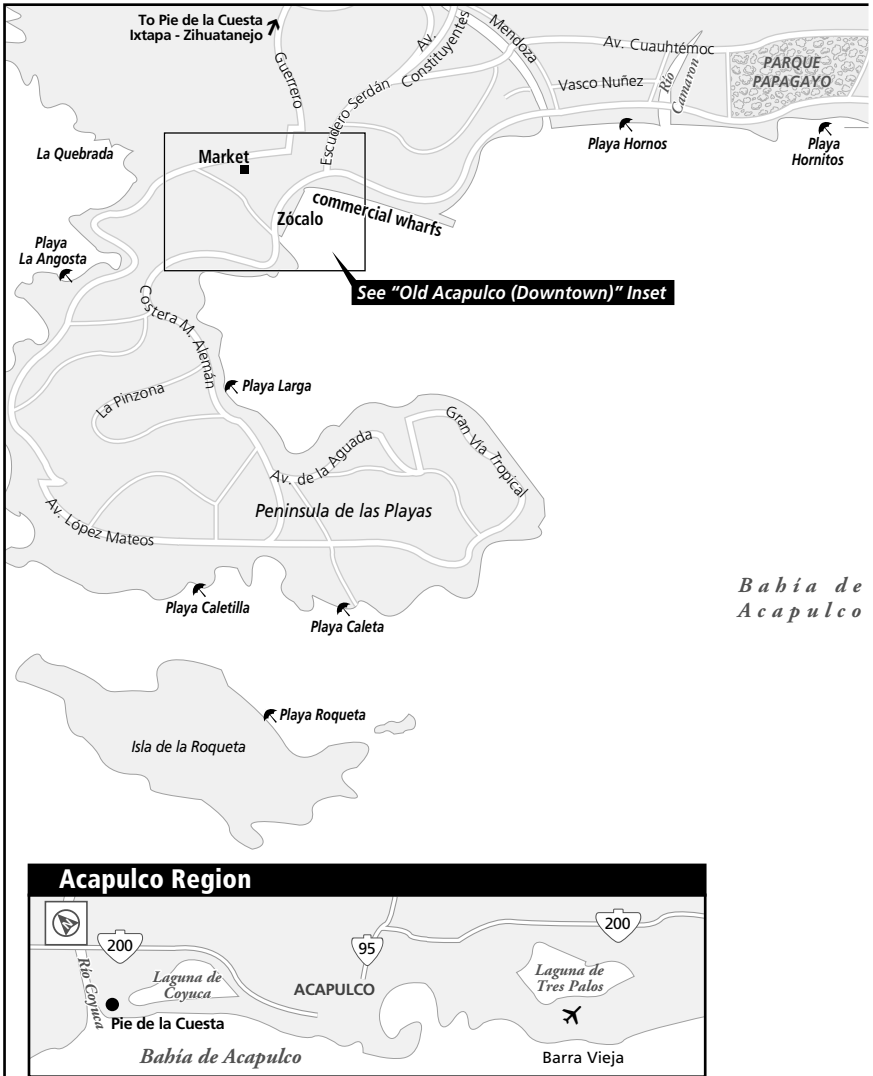 To Pie de la Cuesta
Ixtapa - Zihuatanejo
Guerrero
Av.
Constituyentes
Mendoza
Av. Cuauhtémoc
Escudero Serdán
Vasco Nuñez
Río
Camaron
PARQUE
PAPAGAYO
Playa Hornos
Playa
Hornitos
La Quebrada
Market
Zócalo
commercial wharfs
Playa
La Angosta
See “Old Acapulco (Downtown)” Inset
Costera M. Alemán
Playa Larga
La Pinzona
Av. de la Aguada
Gran Via Tropical
Peninsula de las Playas
Av. López Mateos
Playa Caletilla
Playa Caleta
Bahía de
Acapulco
Playa Roqueta
Isla de la Roqueta
Acapulco Region
N
200
95
200
Río Coyuca
Laguna de
Coyuca
ACAPULCO
Laguna de
Tres Palos
Pie de la Cuesta
Bahía de Acapulco
Barra Vieja